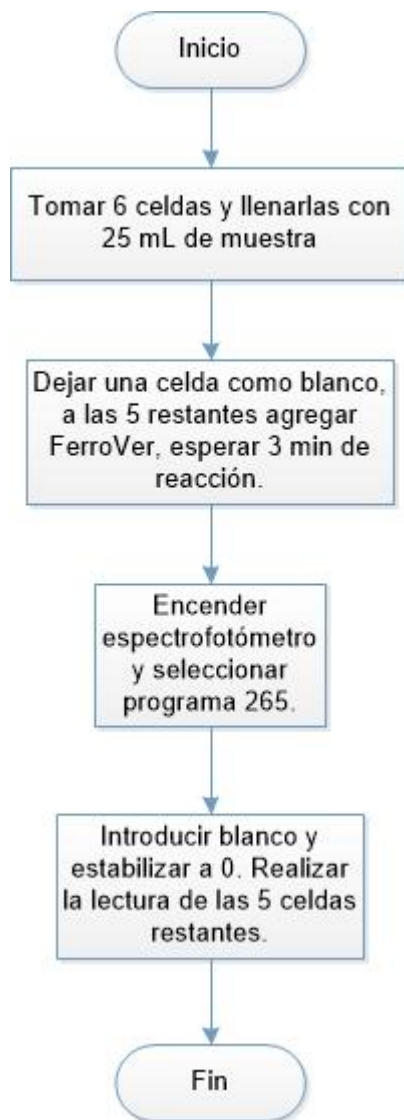 Inicio
Tomar 6 celdas y llenarlas con
25 mL de muestra
Dejar una celda como blanco,
a las 5 restantes agregar
FerroVer, esperar 3 min de
reacción.
Encender
espectrofotómetro
y seleccionar
programa 265.
Introducir blanco y
estabilizar a 0. Realizar
la lectura de las 5 celdas
restantes.
Fin